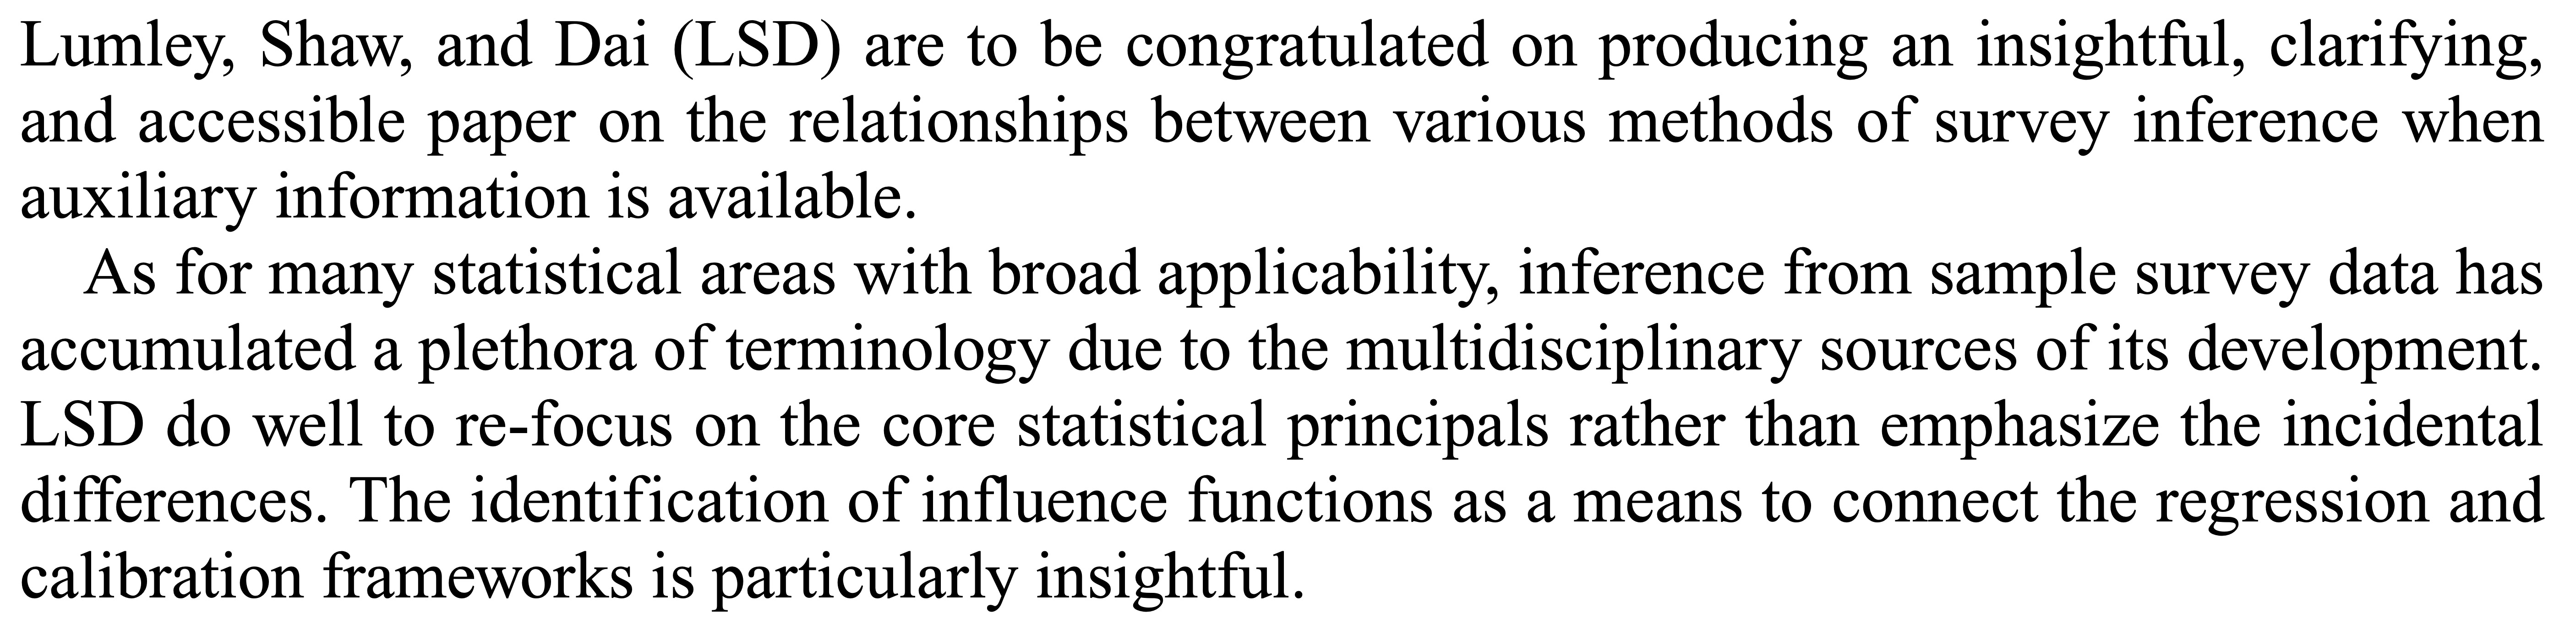 Lumley, Shaw, and Dai (LSD) are to be congratulated on producing an insightful, clarifying,
and accessible paper on the relationships between various methods of survey inference when
auxiliary information is available.
As for many statistical areas with broad applicability, inference from sample survey data has
accumulated a plethora of terminology due to the multidisciplinary sources of its development.
LSD do well to re-focus on the core statistical principals rather than emphasize the incidental
differences. The identification of influence functions as a means to connect the regression and
calibration frameworks is particularly insightful.